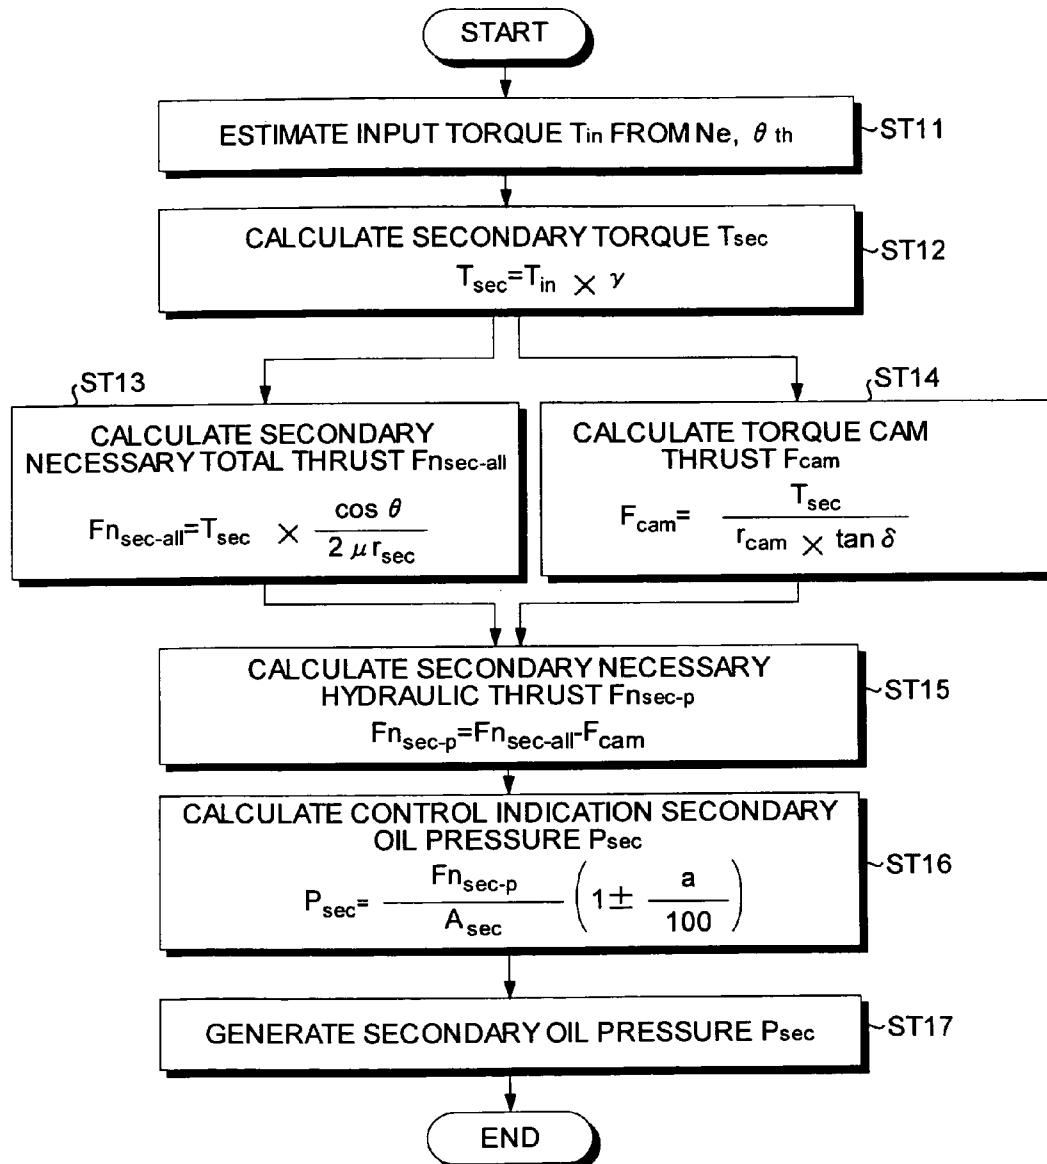 START
ESTIMATE INPUT TORQUE Tin FROM Ne, θ th
ST11
CALCULATE SECONDARY TORQUE Tsec
Tsec=Tin × γ
ST12
ST13
CALCULATE SECONDARY
NECESSARY TOTAL THRUST Fnsec-all
Fnsec-all=Tsec × cos θ / 2 μ rsec
ST14
CALCULATE TORQUE CAM
THRUST Fcam
Fcam= Tsec / rcam × tan δ
CALCULATE SECONDARY NECESSARY
HYDRAULIC THRUST Fnsec-p
Fnsec-p=Fnsec-all-Fcam
ST15
CALCULATE CONTROL INDICATION SECONDARY
OIL PRESSURE Psec
Psec= Fnsec-p / Asec (1± a / 100)
ST16
GENERATE SECONDARY OIL PRESSURE Psec
ST17
END